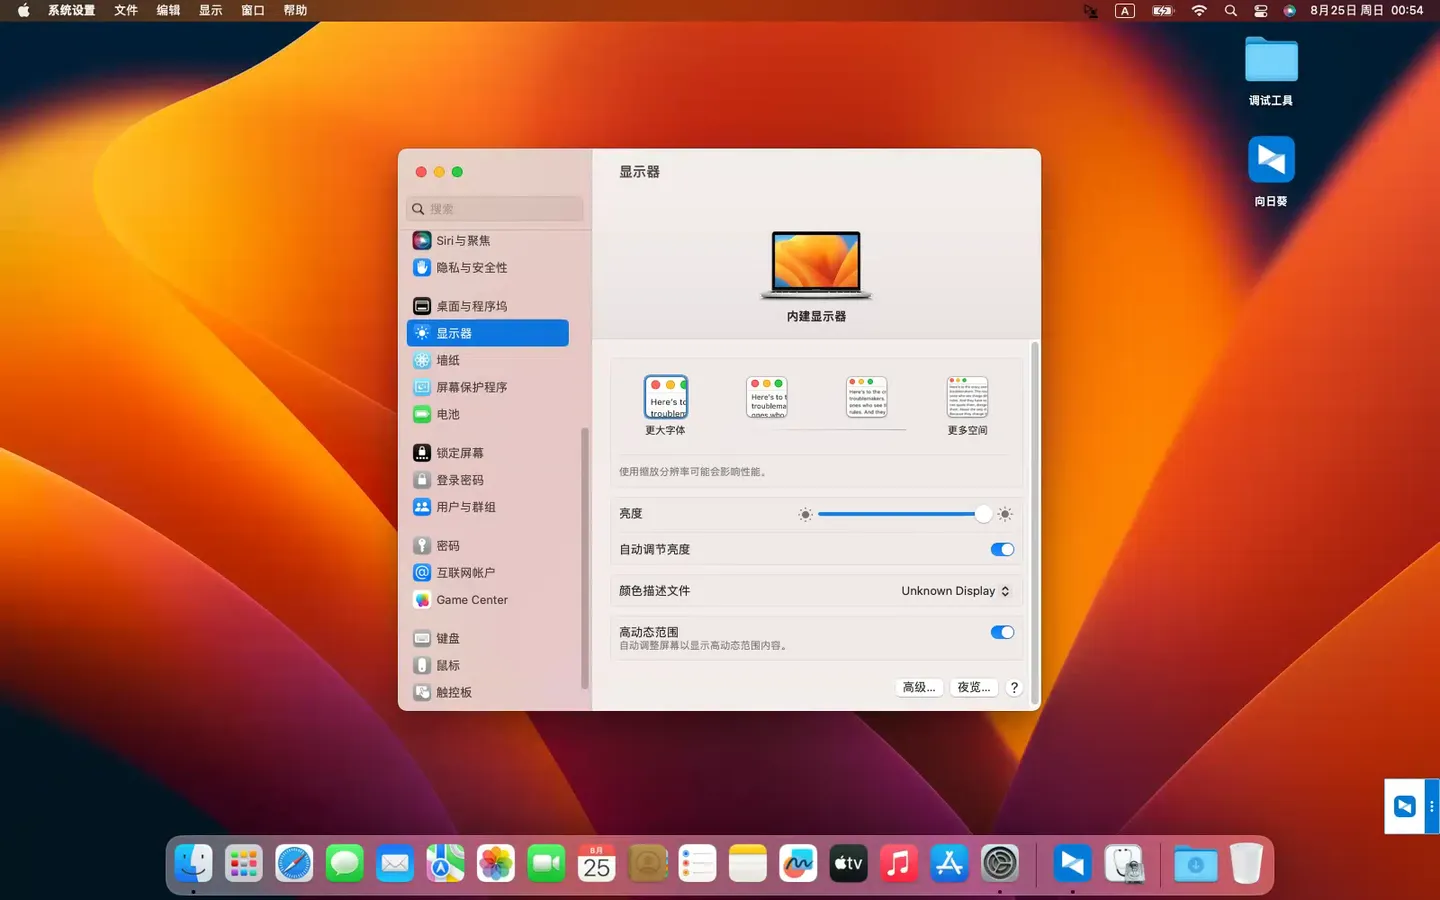 系统设置 文件 编辑 显示 窗口 帮助
A
8月25日 周日 00:54
调试工具
向日葵
显示器
搜索
Siri与聚焦
隐私与安全性
桌面与程序坞
显示器
墙纸
屏幕保护程序
电池
锁定屏幕
登录密码
用户与群组
密码
互联网帐户
Game Center
键盘
鼠标
触控板
内建显示器
Here's to
troublem
更大字体
Here's to t
troublema
ones who
Here's to the c
troublemakers.
ones who see t
rules. And they
更多空间
使用缩放分辨率可能会影响性能。
亮度
自动调节亮度
颜色描述文件
Unknown Display
高动态范围
自动调整屏幕以显示高动态范围内容。
高级...
夜览...
?
8月
25
tv